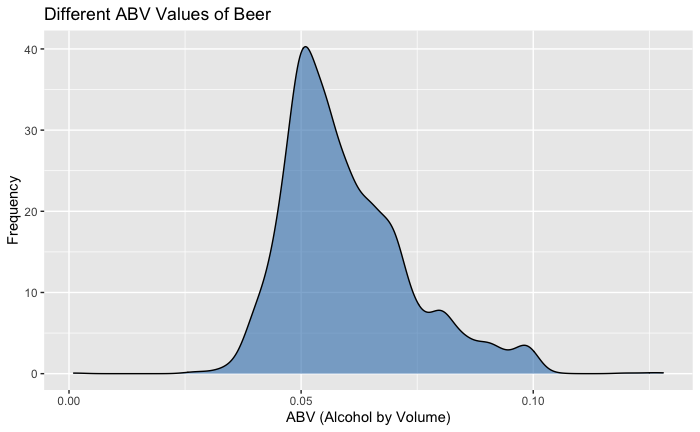 Different ABV Values of Beer
40
30
20
10
0
Frequency
0.00
0.05
0.10
ABV (Alcohol by Volume)